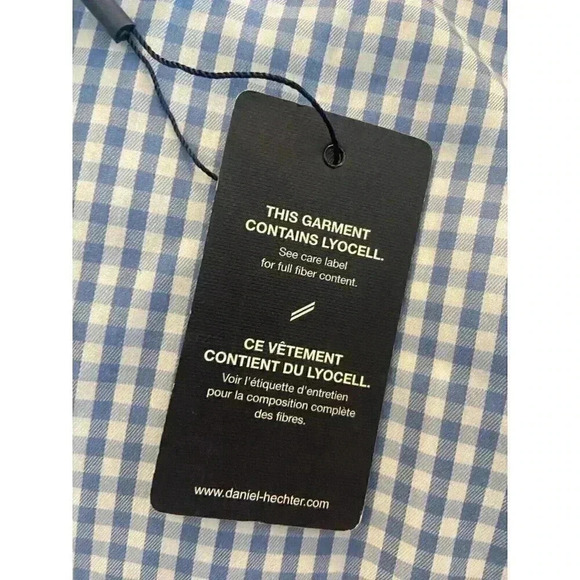 THIS GARMENT
CONTAINS LYOCELL.
See care label
for full fiber content.
CE VÊTEMENT
CONTIENT DU LYOCELL.
Voir l'étiquette d'entretien
pour la composition complète
des fibres.
www.daniel-hechter.com